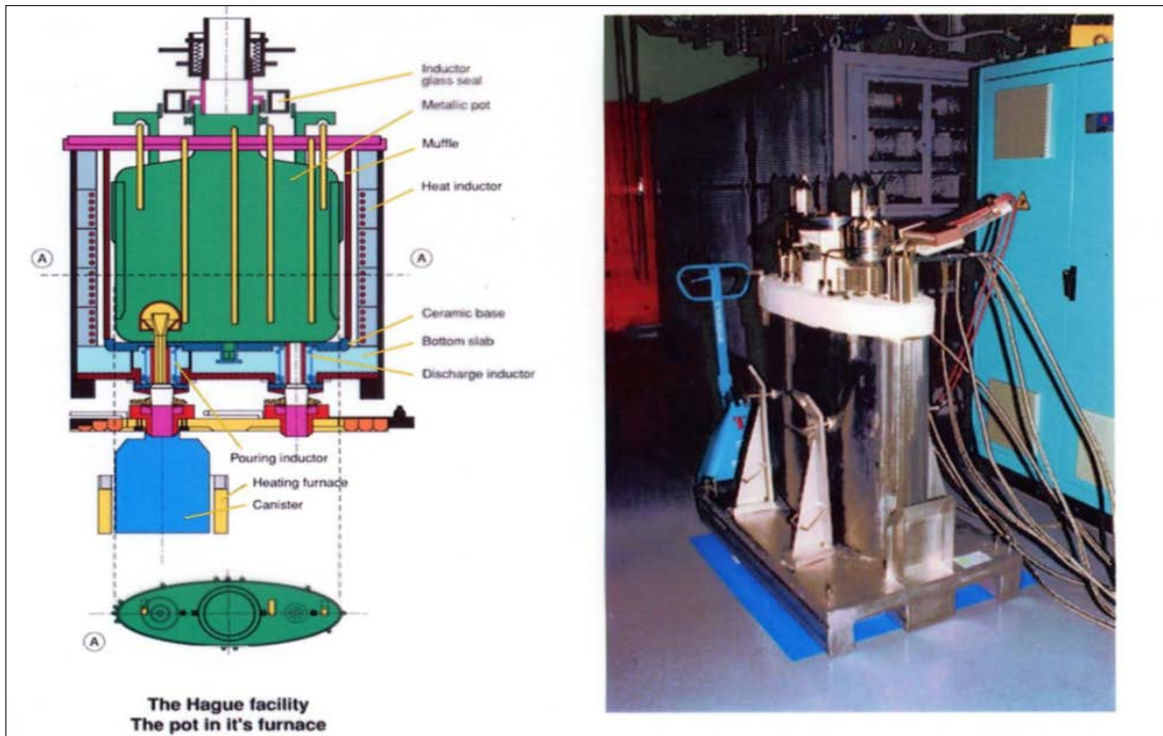 Inductor
glass seal
Metallic pot
Muffle
Heat inductor
A
A
Ceramic base
Bottom slab
Discharge inductor
Pouring inductor
Heating furnace
Canister
A
The Hague facility
The pot in it's furnace